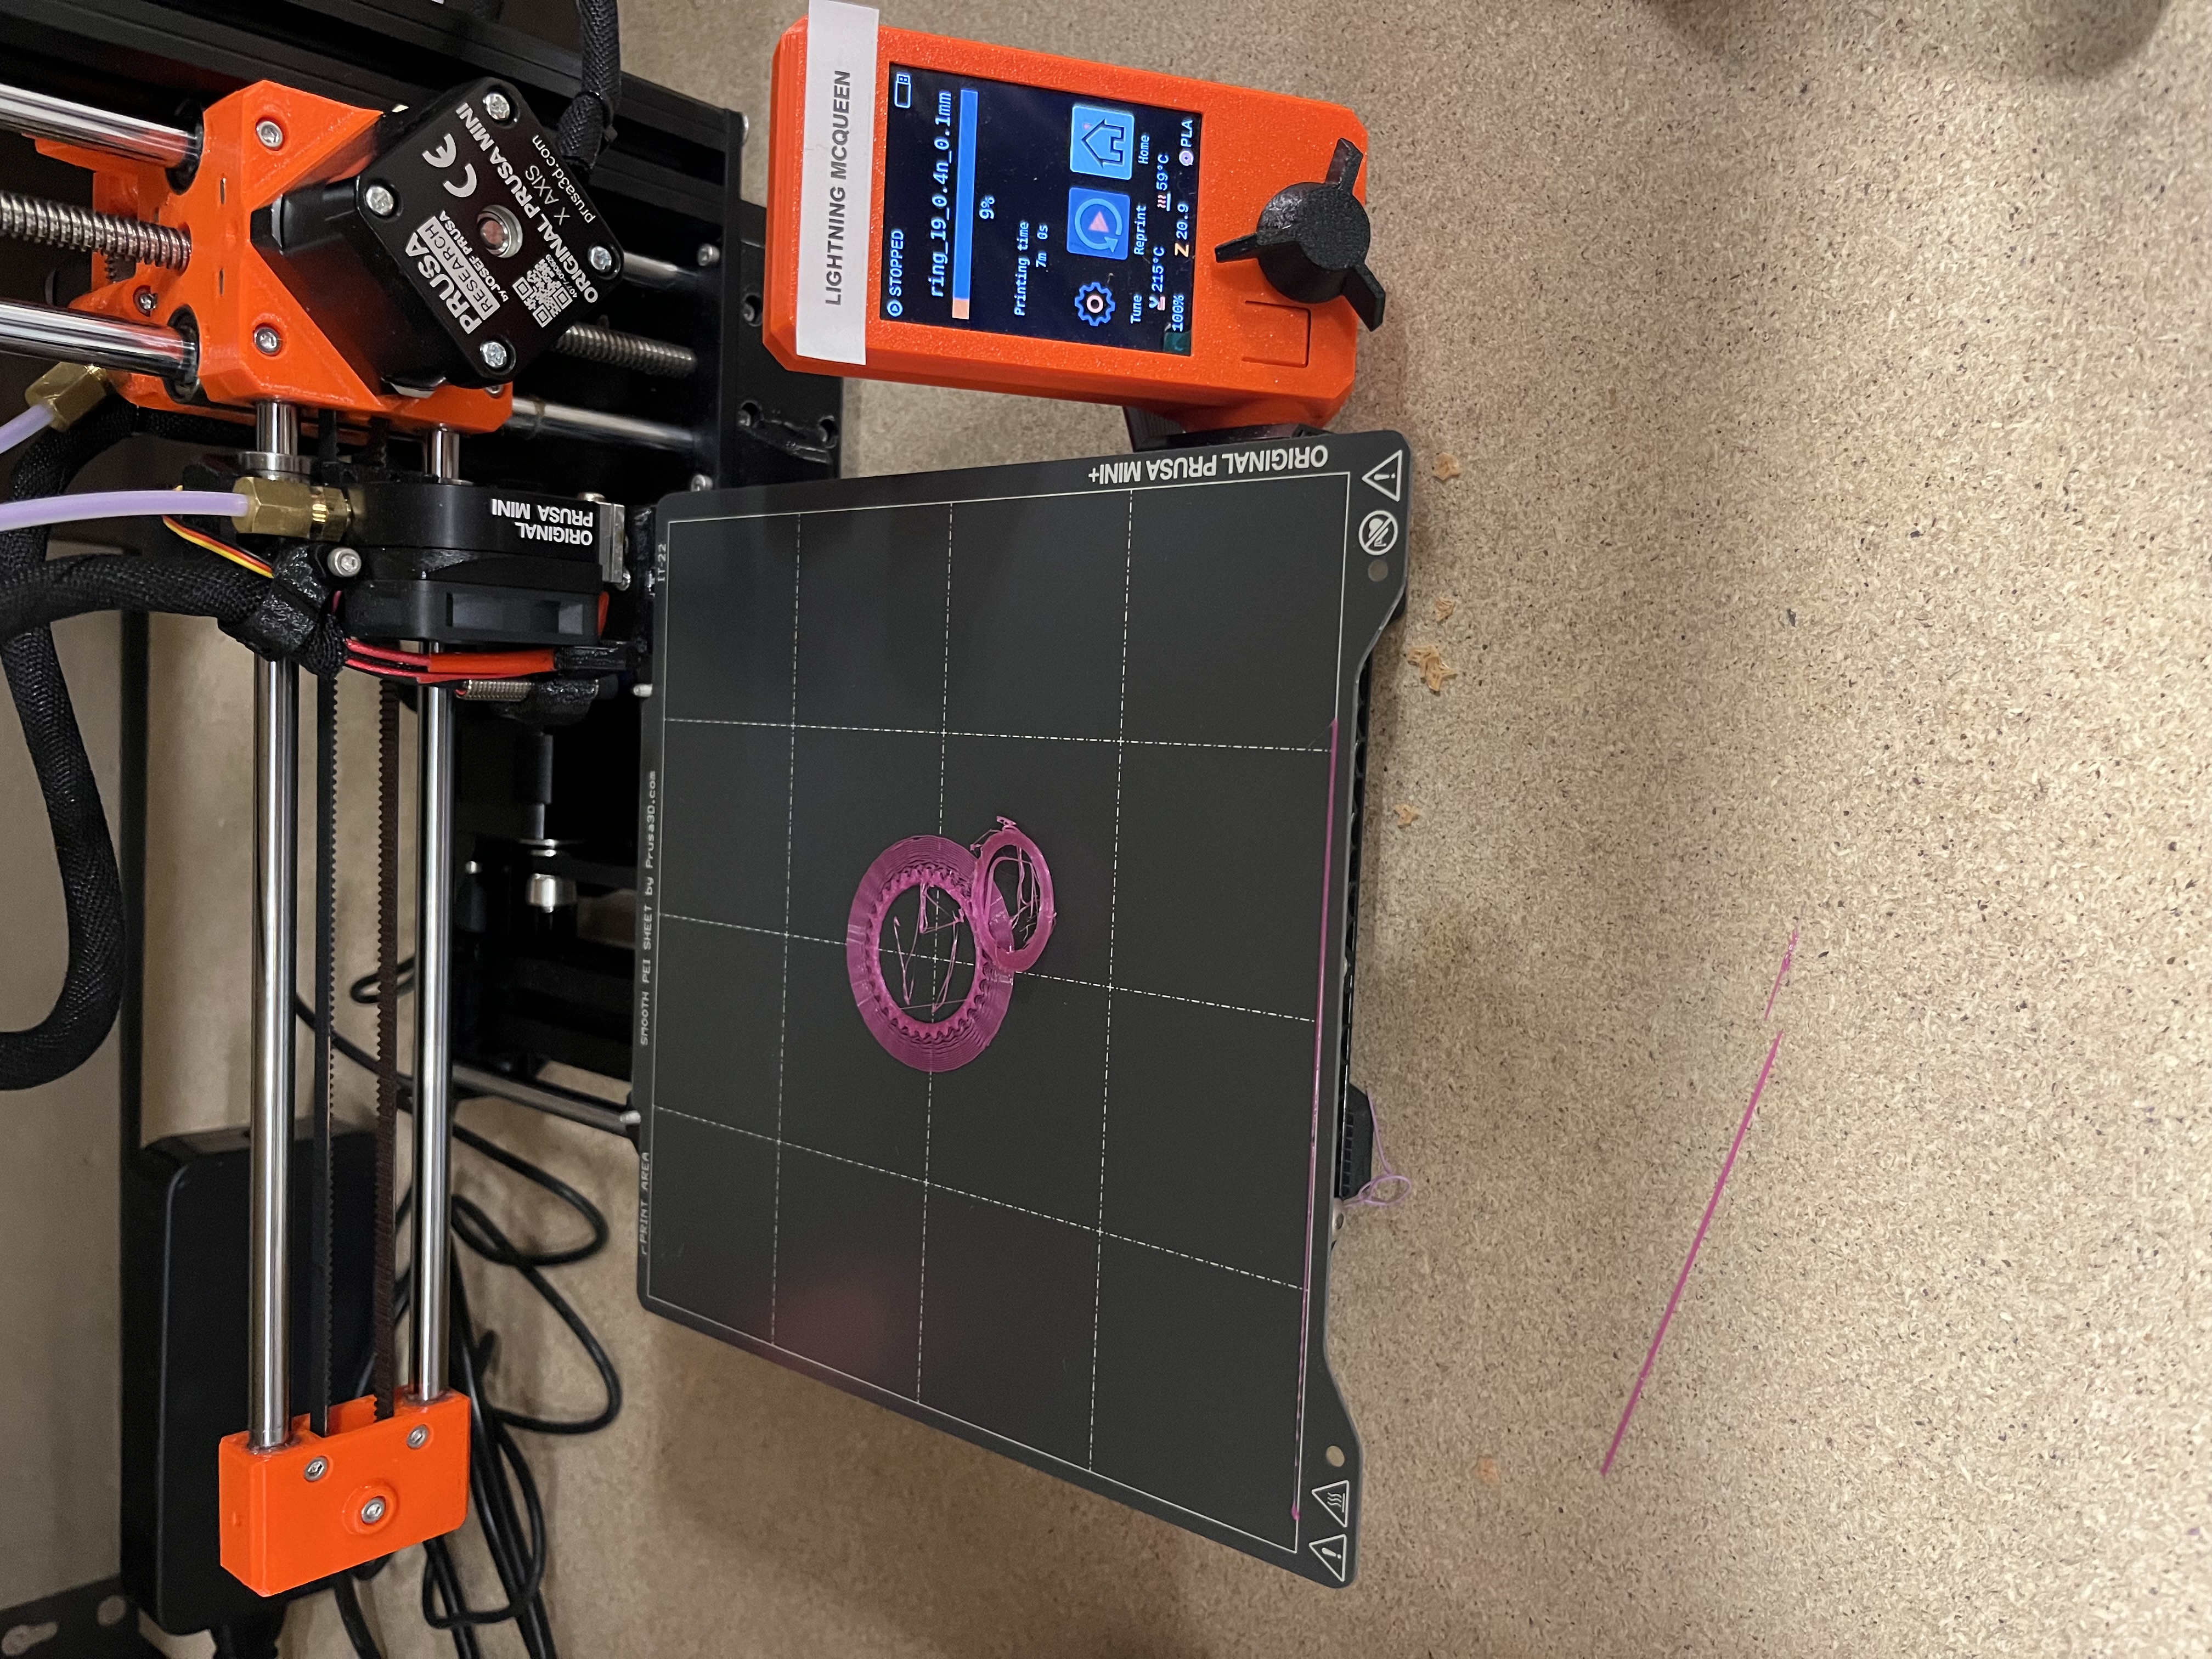 PRUSA
RESEARCH
by JOSEF PRUSA
CE
ORIGINAL PRUSA MINI
X AXIS
prusa3d.com
ORIGINAL
PRUSA MINI
PRINT AREA
SMOOTH PEI SHEET by Prusa3D.com
IT-22
ORIGINAL PRUSA MINI+
LIGHTNING MCQUEEN
STOPPED
ring_19_0.4n_0.1mm
9%
Printing time
7m 0s
Tune
Reprint
Home
215°C
59°C
100%
Z 20.9
PLA